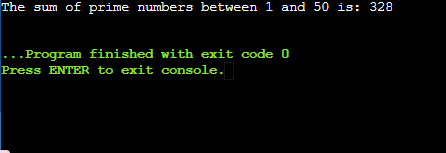 The sum of prime numbers between 1 and 50 is: 328
...Program finished with exit code 0
Press ENTER to exit console.